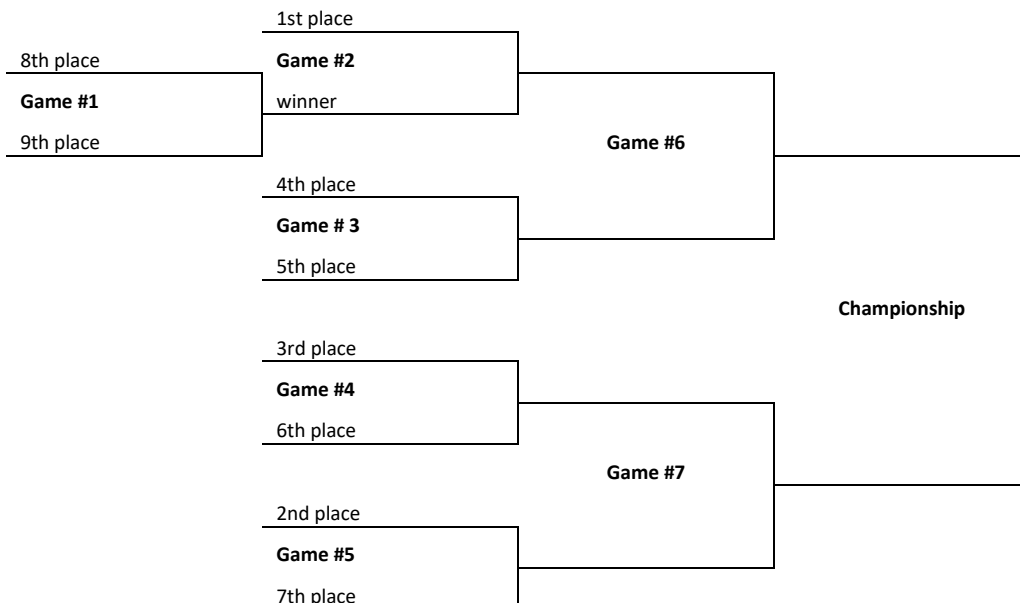 1st place
8th place
Game #2
Game #1
winner
9th place
Game #6
4th place
Game # 3
5th place
Championship
3rd place
Game #4
6th place
Game #7
2nd place
Game #5
7th place